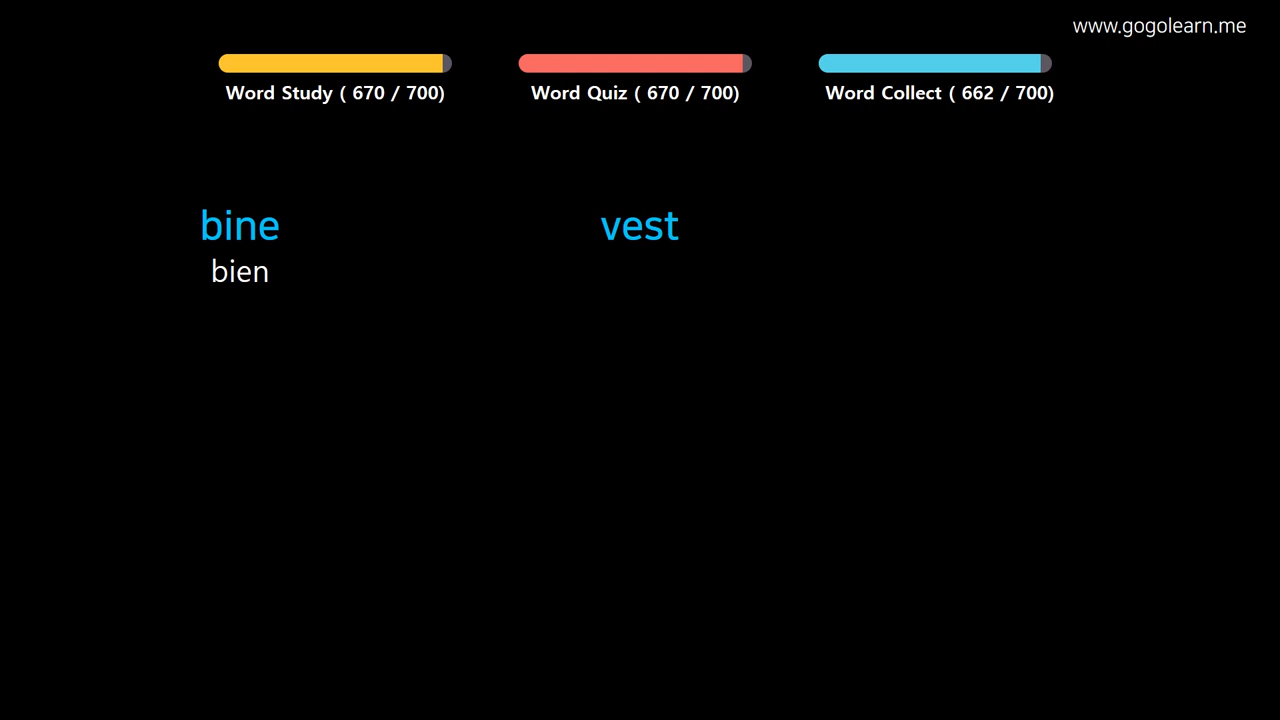 www.gogolearn.me
Word Study ( 670 / 700)
Word Quiz ( 670 / 700)
Word Collect ( 662 / 700)
bine
bien
vest